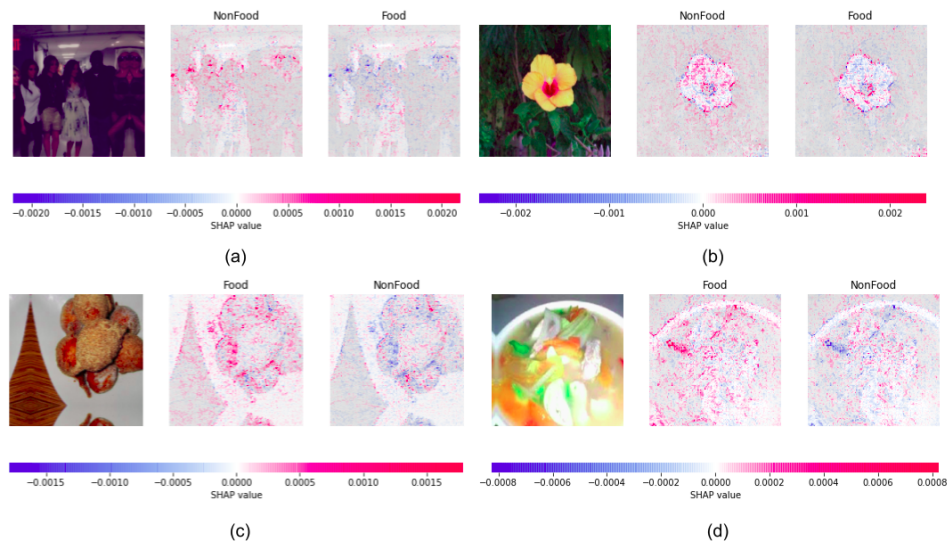 NonFood Food NonFood Food
−0.0020 −0.0015 −0.0010 −0.0005 0.0000 0.0005 0.0010 0.0015 0.0020
SHAP value
−0.002 −0.001 0.000 0.001 0.002
SHAP value
(a) (b)
Food NonFood Food NonFood
−0.0015 −0.0010 −0.0005 0.0000 0.0005 0.0010 0.0015
SHAP value
−0.0008 −0.0006 −0.0004 −0.0002 0.0000 0.0002 0.0004 0.0006 0.0008
SHAP value
(c) (d)